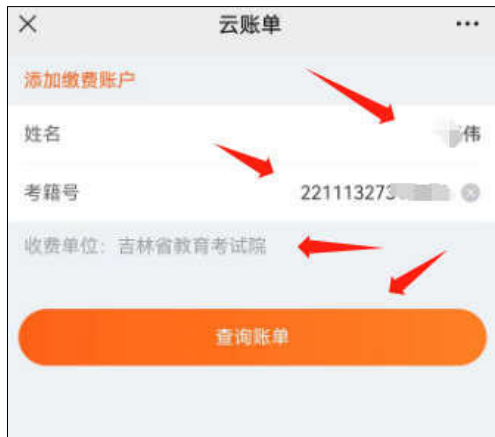 云账单
添加缴费账户
姓名 伟
考籍号 221113273
收费单位：吉林省教育考试院
查询账单